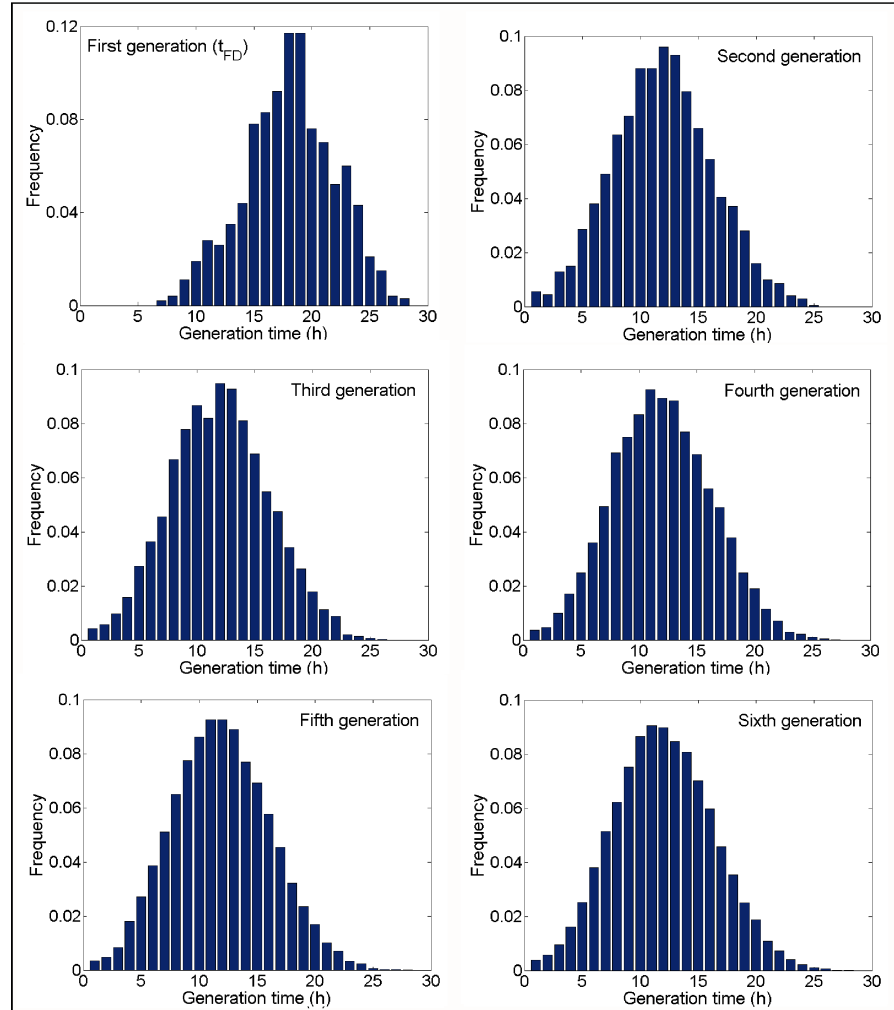 First generation (t_FD)
0.12
0.08
0.04
0
Frequency
0 5 10 15 20 25 30
Generation time (h)
Second generation
0.1
0.08
0.06
0.04
0.02
0
Frequency
0 5 10 15 20 25 30
Generation time (h)
Third generation
0.1
0.08
0.06
0.04
0.02
0
Frequency
0 5 10 15 20 25 30
Generation time (h)
Fourth generation
0.1
0.08
0.06
0.04
0.02
0
Frequency
0 5 10 15 20 25 30
Generation time (h)
Fifth generation
0.1
0.08
0.06
0.04
0.02
0
Frequency
0 5 10 15 20 25 30
Generation time (h)
Sixth generation
0.1
0.08
0.06
0.04
0.02
0
Frequency
0 5 10 15 20 25 30
Generation time (h)